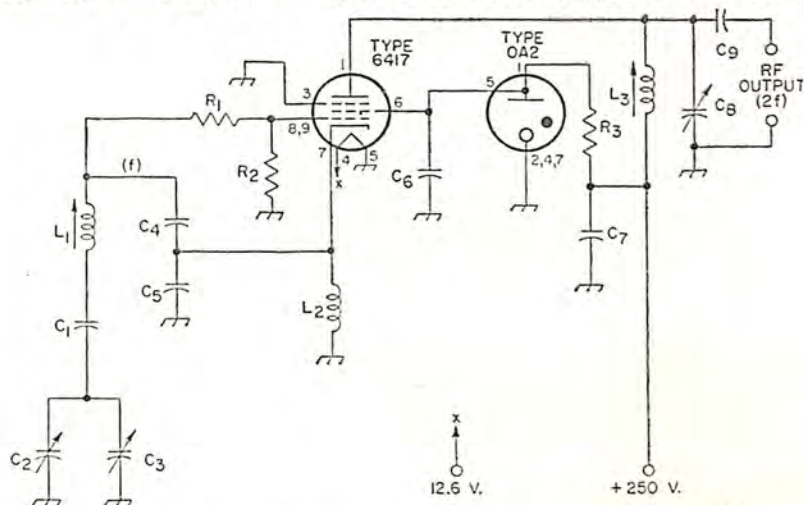 TYPE
6417
TYPE
OA2
1
1
3
6
5
8,9
7
4
5
2,4,7
x
R1
R2
R3
(f)
L1
L2
L3
C1
C2
C3
C4
C5
C6
C7
C8
C9
RF
OUTPUT
(2f)
x
12.6 V.
+250 V.